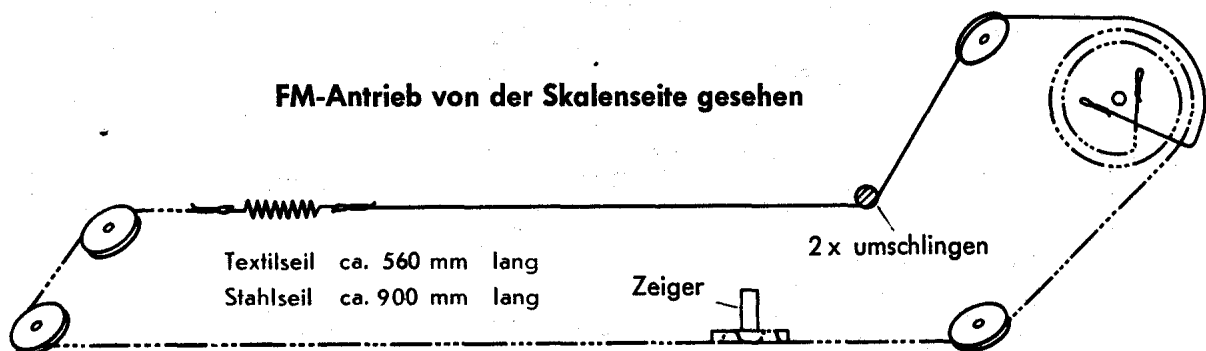 FM-Antrieb von der Skalenseite gesehen
2 x umschlingen
Textilseil ca. 560 mm lang
Stahlseil ca. 900 mm lang
Zeiger